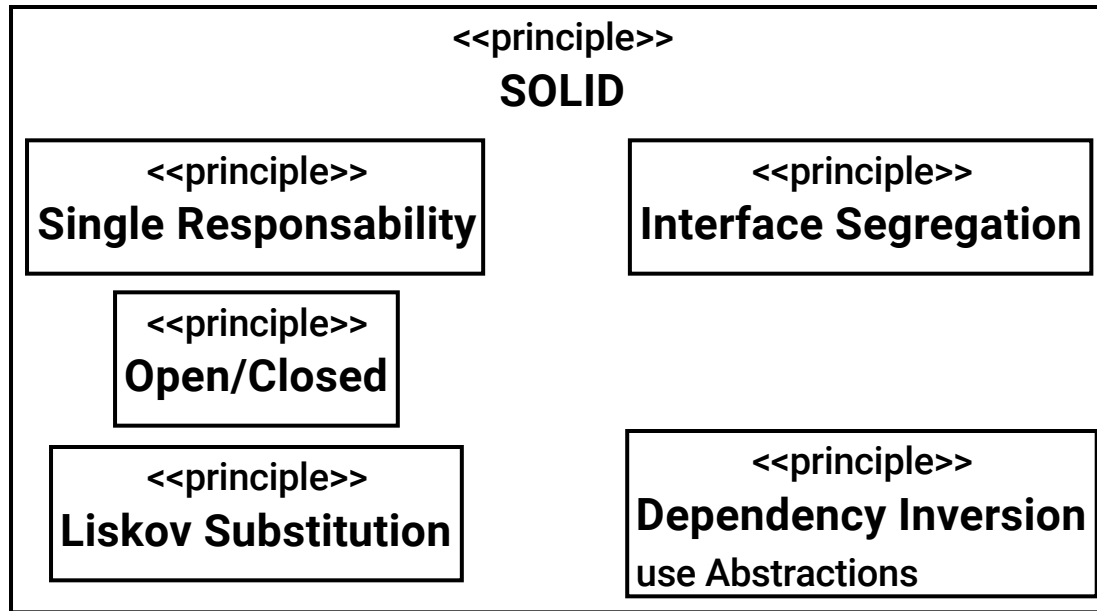 <<principle>>
SOLID
<<principle>>
Single Responsability
<<principle>>
Open/Closed
<<principle>>
Liskov Substitution
<<principle>>
Interface Segregation
<<principle>>
Dependency Inversion
use Abstractions